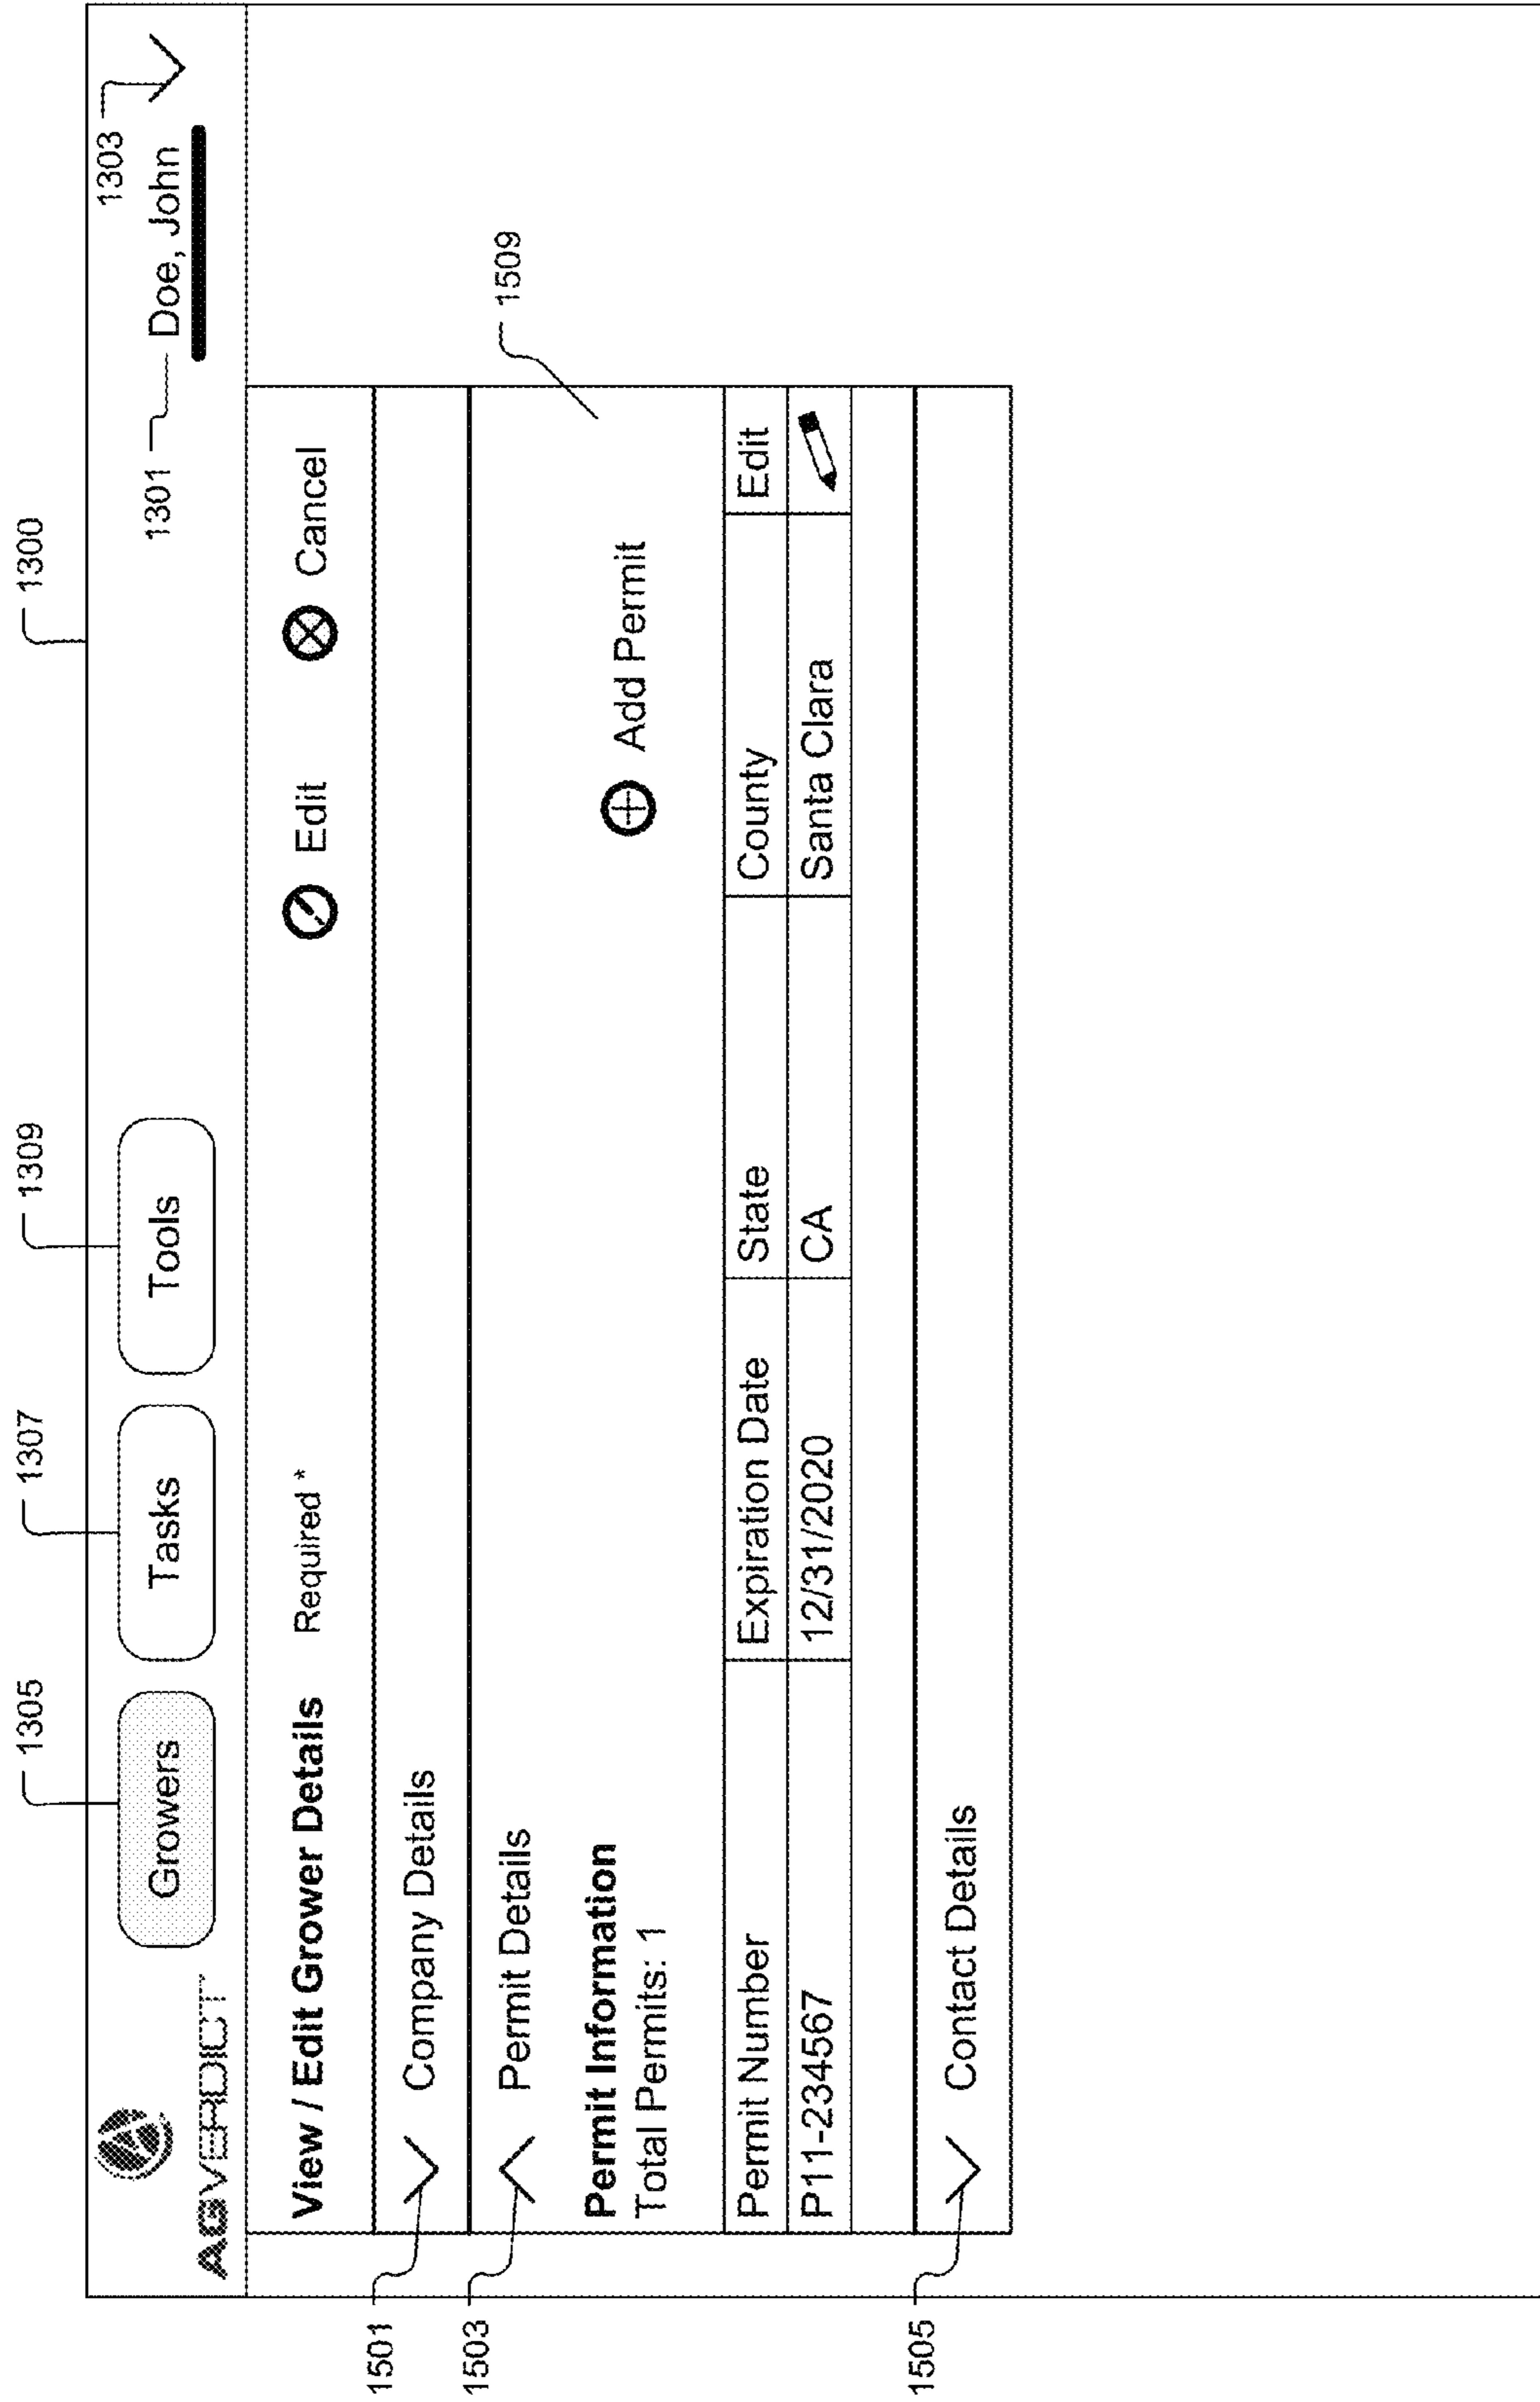 1300
1305
1307
1309
1301
1303
AGVERDICT
Growers
Tasks
Tools
Doe, John
View / Edit Grower Details Required * Edit Cancel
1501
Company Details
1503
Permit Details
1509
Permit Information
Total Permits: 1
Add Permit
Permit Number Expiration Date State County Edit
P11-234567 12/31/2020 CA Santa Clara
1505
Contact Details